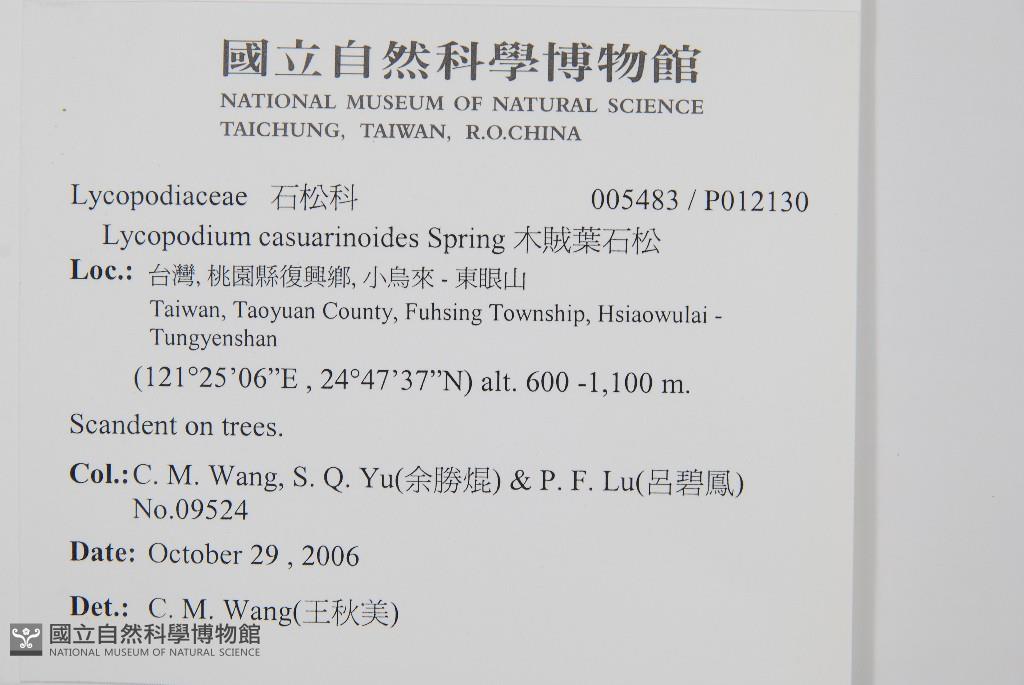 國立自然科學博物館
NATIONAL MUSEUM OF NATURAL SCIENCE
TAICHUNG, TAIWAN, R.O.CHINA
Lycopodiaceae 石松科 005483 / P012130
Lycopodium casuarinoides Spring 木賊葉石松
Loc.: 台灣, 桃園縣復興鄉, 小烏來 - 東眼山
Taiwan, Taoyuan County, Fuhsing Township, Hsiaowulai -
Tungyenshan
(121°25’06”E , 24°47’37”N) alt. 600 -1,100 m.
Scandent on trees.
Col.: C. M. Wang, S. Q. Yu(余勝焜) & P. F. Lu(呂碧鳳)
No.09524
Date: October 29 , 2006
Det.: C. M. Wang(王秋美)
國立自然科學博物館
NATIONAL MUSEUM OF NATURAL SCIENCE